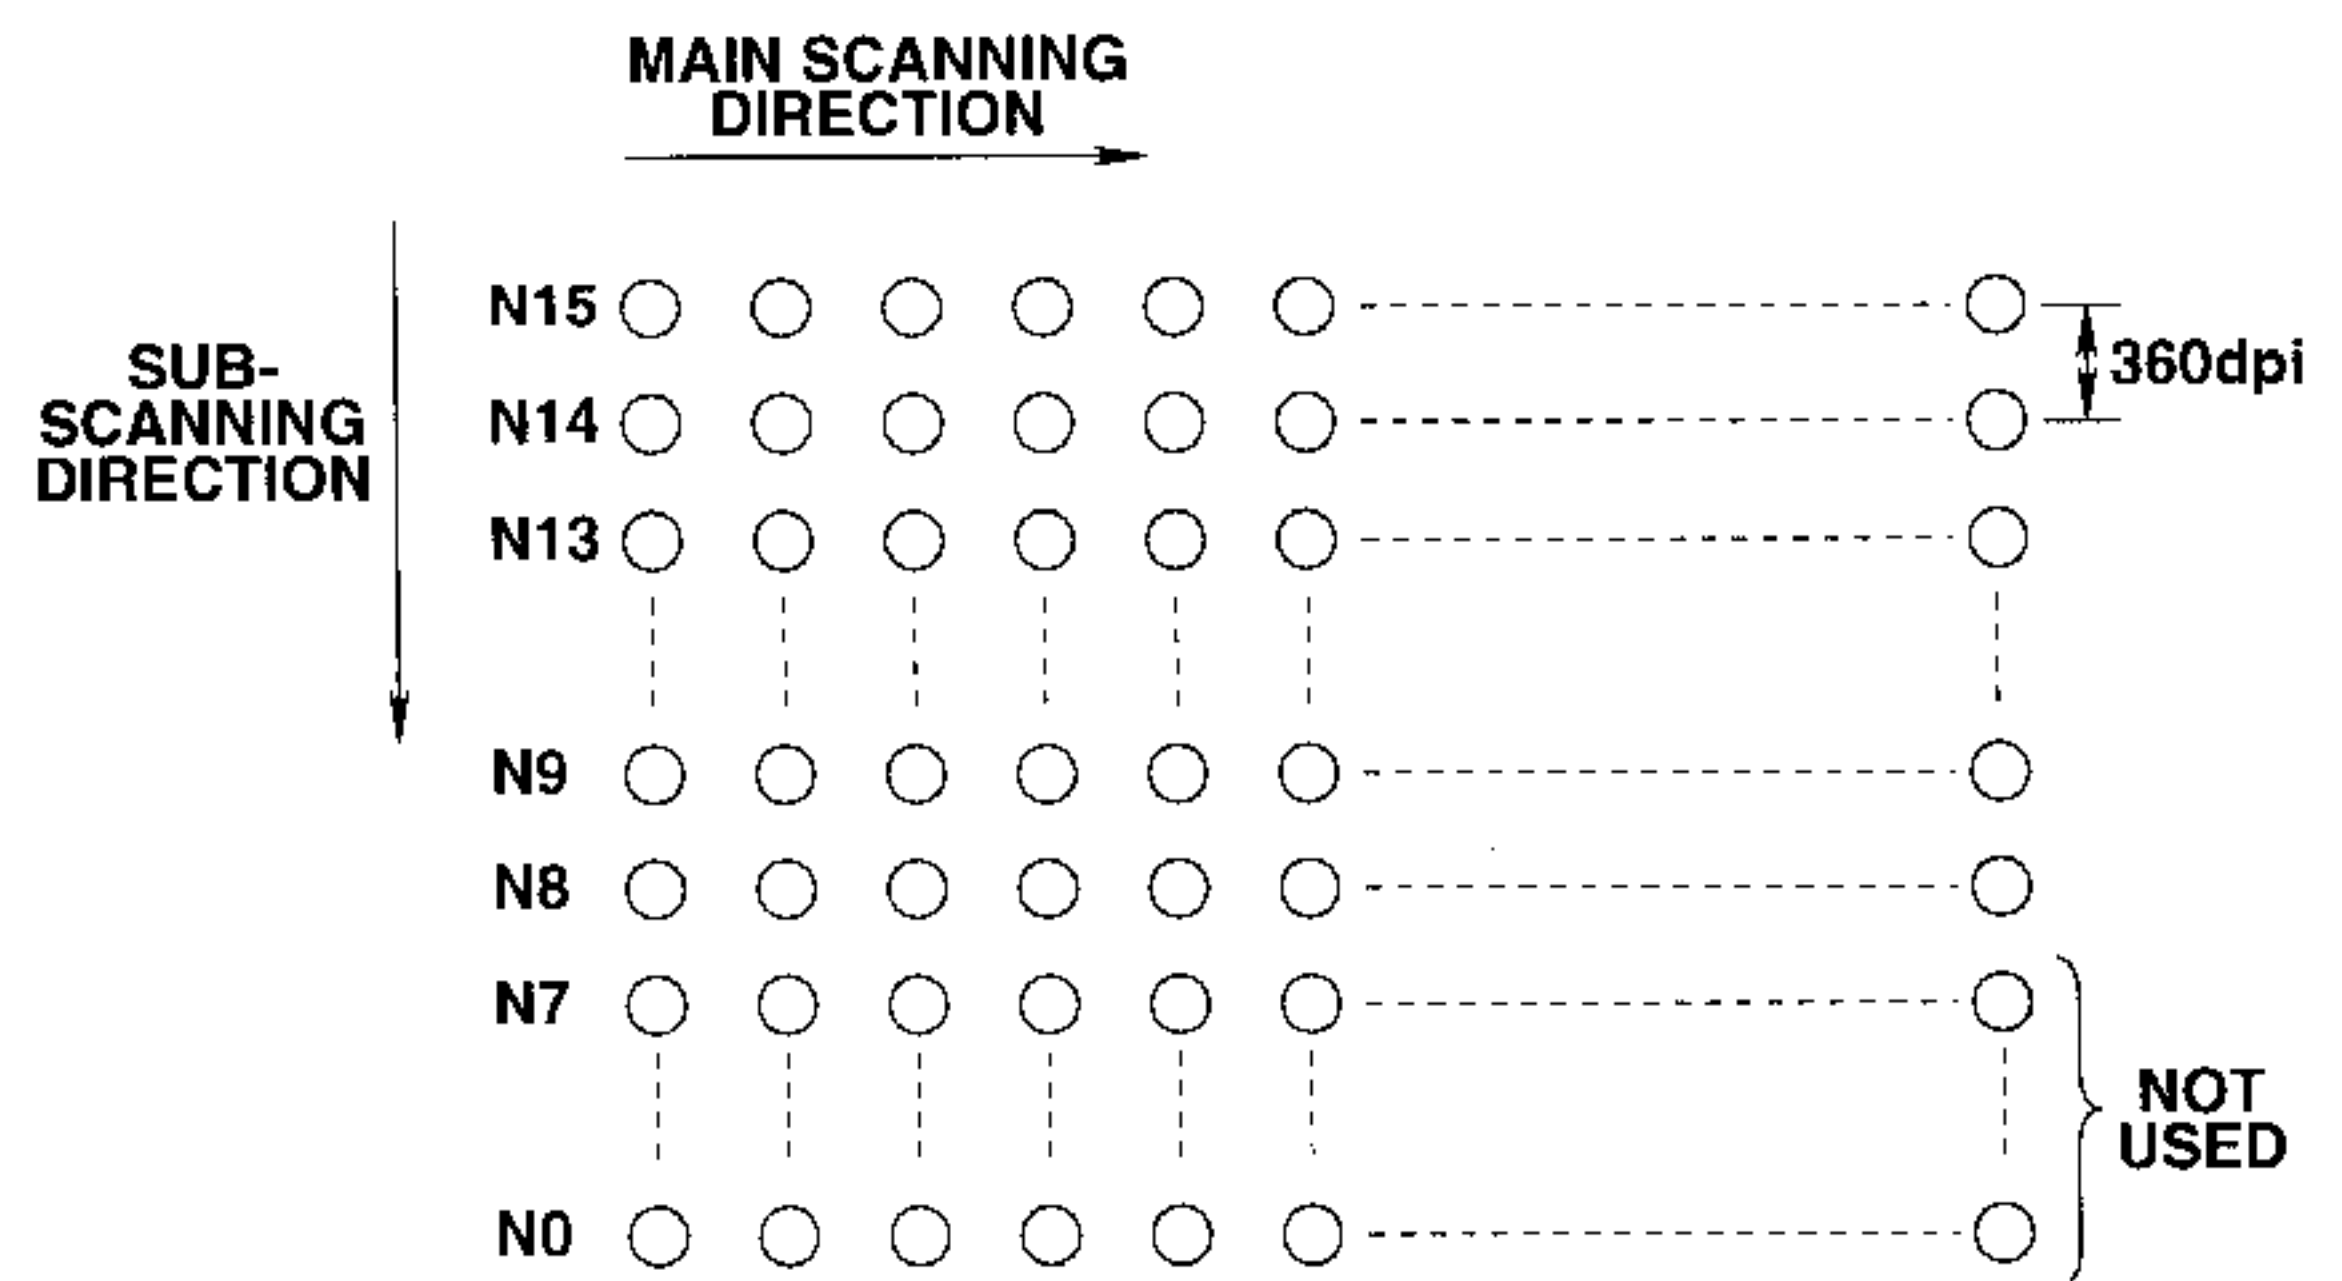 MAIN SCANNING
DIRECTION
SUB-
SCANNING
DIRECTION
N15
360dpi
N14
N13
N9
N8
N7
NOT
USED
N0